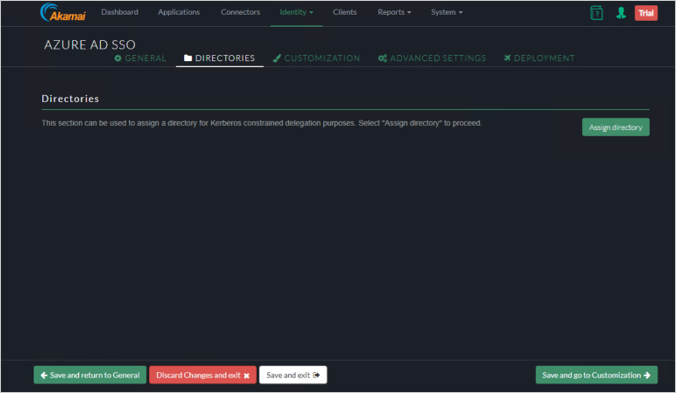 Akamai Dashboard Applications Connectors Identity Clients Reports System ? Trial
AZURE AD SSO
GENERAL DIRECTORIES CUSTOMIZATION ADVANCED SETTINGS DEPLOYMENT
Directories
This section can be used to assign a directory for Kerberos constrained delegation purposes. Select "Assign directory" to proceed. Assign directory
Save and return to General Discard Changes and exit Save and exit Save and go to Customization